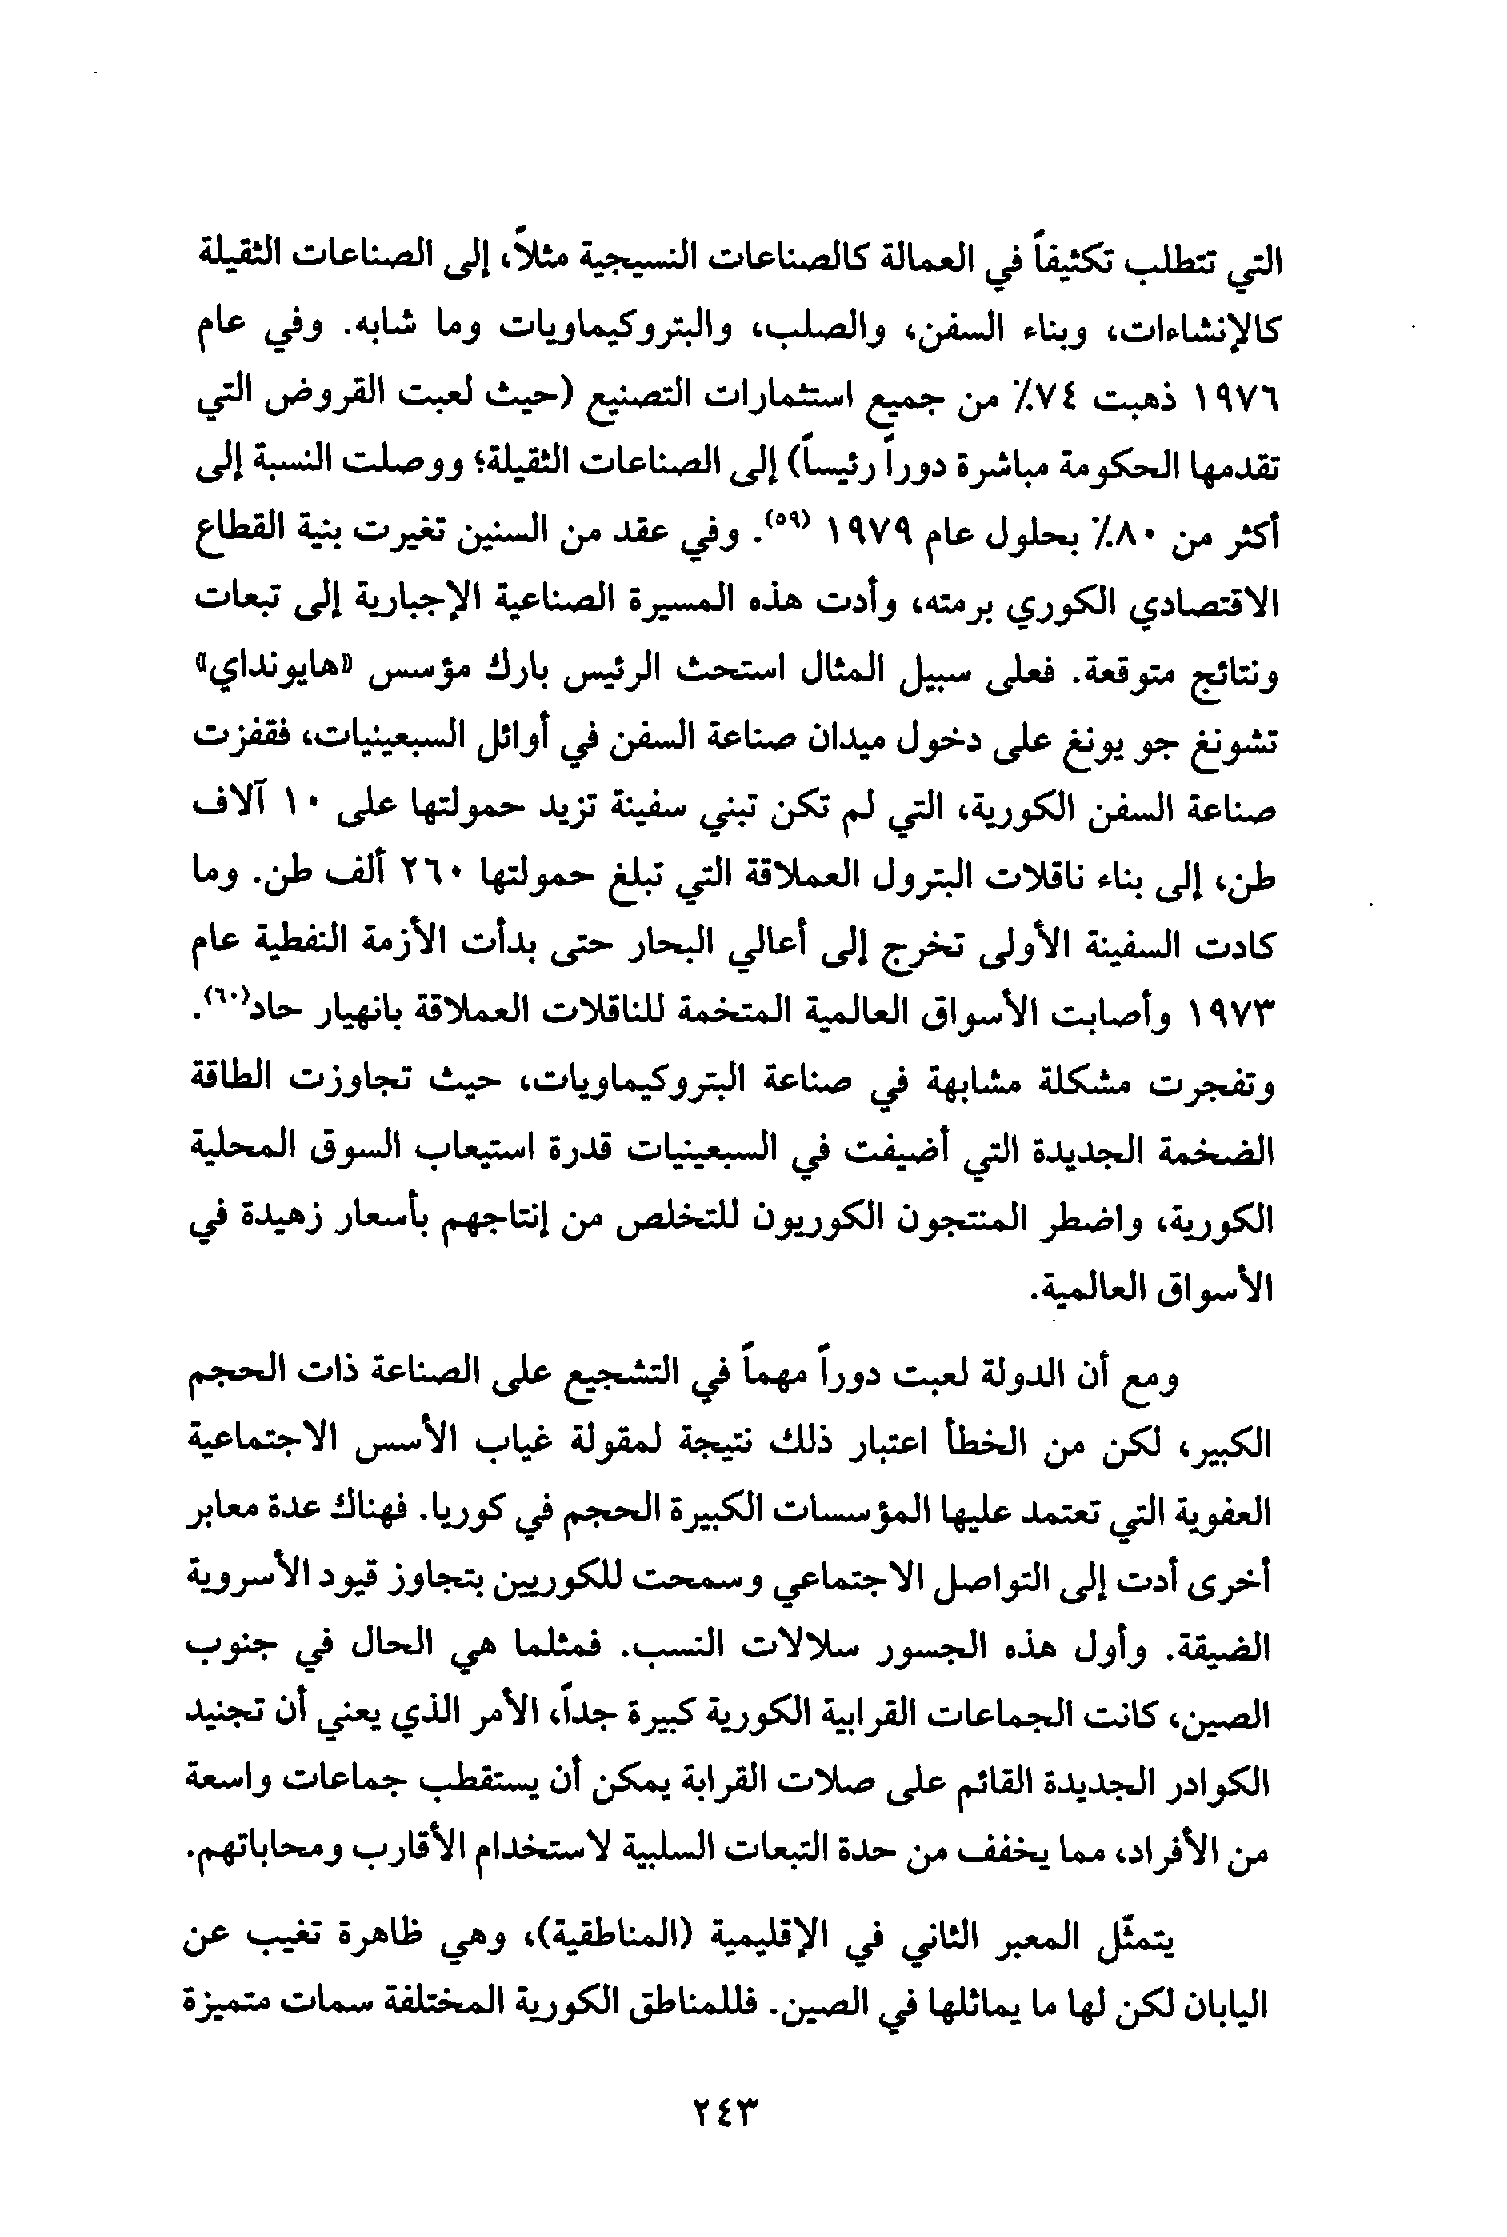 التي تتطلب تكثيفاً في العمالة كالصناعات النسيجية مثلاً، إلى الصناعات الثقيلة
كالإنشاءات، وبناء السفن، والصلب، والبتروكيماويات وما شابه. وفي عام
١٩٧٦ ذهبت ٧٤٪ من جميع استثمارات التصنيع (حيث لعبت القروض التي
تقدمها الحكومة مباشرة دوراً رئيساً) إلى الصناعات الثقيلة؛ ووصلت النسبة إلى
أكثر من ٨٠٪ بحلول عام ١٩٧٩ (٥٩). وفي عقد من السنين تغيرت بنية القطاع
الاقتصادي الكوري برمته، وأدت هذه المسيرة الصناعية الإجبارية إلى تبعات
ونتائج متوقعة. فعلى سبيل المثال استحث الرئيس بارك مؤسس «هايونداي»
تشونغ جو يونغ على دخول ميدان صناعة السفن في أوائل السبعينيات، فقفزت
صناعة السفن الكورية، التي لم تكن تبني سفينة تزيد حمولتها على ١٠ آلاف
طن، إلى بناء ناقلات البترول العملاقة التي تبلغ حمولتها ٢٦٠ ألف طن. وما
كادت السفينة الأولى تخرج إلى أعالي البحار حتى بدأت الأزمة النفطية عام
١٩٧٣ وأصابت الأسواق العالمية المتخمة للناقلات العملاقة بانهيار حاد(٦٠).
وتفجرت مشكلة مشابهة في صناعة البتروكيماويات، حيث تجاوزت الطاقة
الضخمة الجديدة التي أضيفت في السبعينيات قدرة استيعاب السوق المحلية
الكورية، واضطر المنتجون الكوريون للتخلص من إنتاجهم بأسعار زهيدة في
الأسواق العالمية.
ومع أن الدولة لعبت دوراً مهماً في التشجيع على الصناعة ذات الحجم
الكبير، لكن من الخطأ اعتبار ذلك نتيجة لمقولة غياب الأسس الاجتماعية
العفوية التي تعتمد عليها المؤسسات الكبيرة الحجم في كوريا. فهناك عدة معابر
أخرى أدت إلى التواصل الاجتماعي وسمحت للكوريين بتجاوز قيود الأسروية
الضيقة. وأول هذه الجسور سلالات النسب. فمثلما هي الحال في جنوب
الصين، كانت الجماعات القرابية الكورية كبيرة جداً، الأمر الذي يعني أن تجنيد
الكوادر الجديدة القائم على صلات القرابة يمكن أن يستقطب جماعات واسعة
من الأفراد، مما يخفف من حدة التبعات السلبية لاستخدام الأقارب ومحاباتهم.
يتمثّل المعبر الثاني في الإقليمية (المناطقية)، وهي ظاهرة تغيب عن
اليابان لكن لها ما يماثلها في الصين. فللمناطق الكورية المختلفة سمات متميزة
٢٤٣